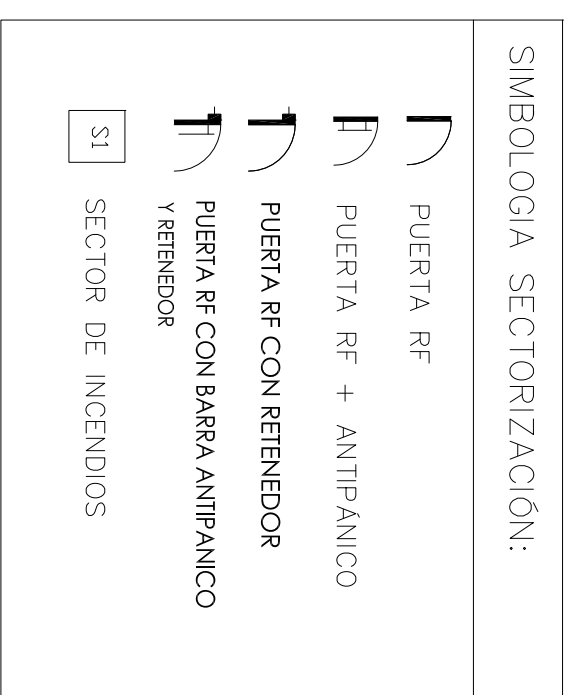 SIMBOLOGIA SECTORIZACIÓN:
PUERTA RF
PUERTA RF + ANTIPÁNICO
PUERTA RF CON RETENEDOR
PUERTA RF CON BARRA ANTIPANICO
Y RETENEDOR
S1
SECTOR DE INCENDIOS